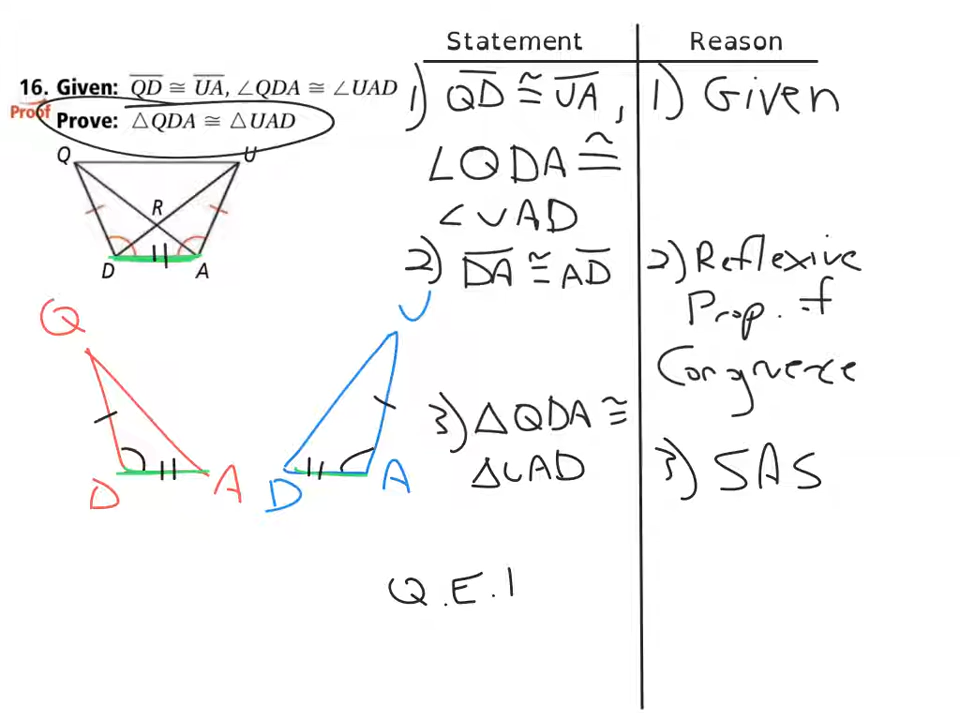 Statement
Reason
16. Given: QD ≅ UA, ∠QDA ≅ ∠UAD
Proof
Prove: △QDA ≅ △UAD
Q
U
R
D
A
Q
D
A
U
D
A
1) QD ≅ UA,
∠QDA ≅
∠UAD
2) DA ≅ AD
3) △QDA ≅
△UAD
1) Given
2) Reflexive
Prop. of
Congruence
3) SAS
Q.E.I